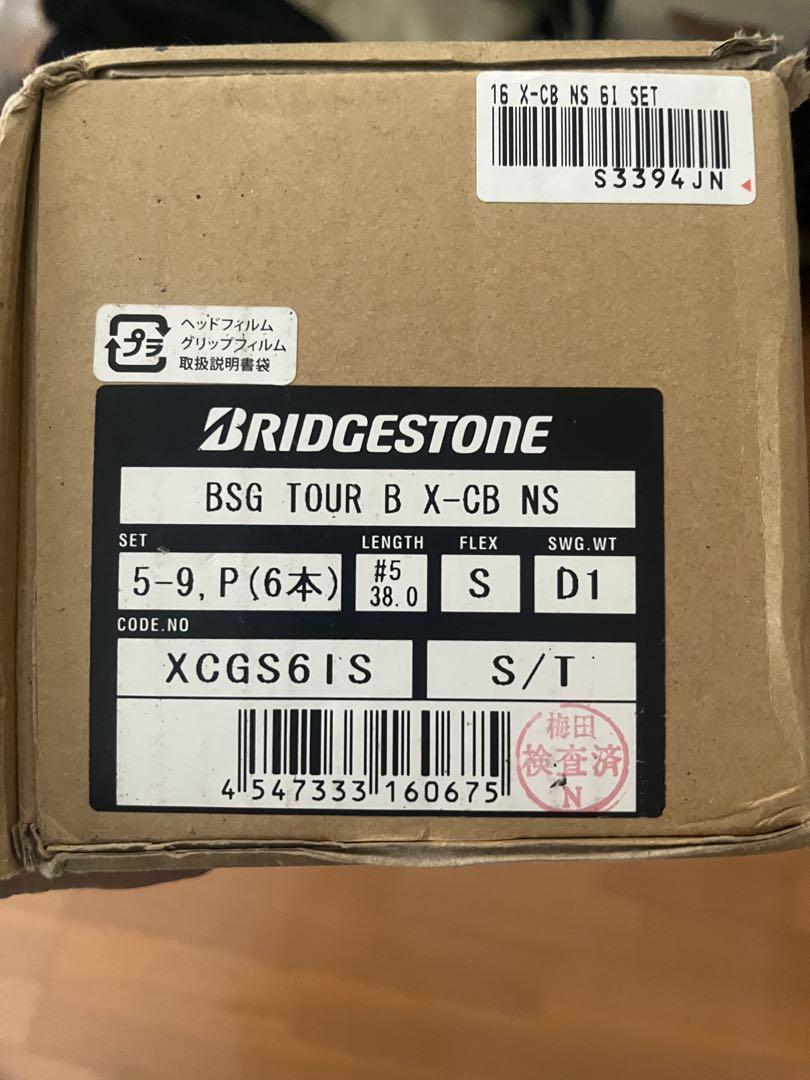 16 X-CB NS 6I SET
S3394JN
プラ
ヘッドフィルム
グリップフィルム
取扱説明書袋
BRIDGESTONE
BSG TOUR B X-CB NS
SET LENGTH FLEX SWG.WT
5-9,P(6本) #5 38.0 S D1
CODE.NO
XCGS6IS S/T
4 547333 160675
梅田
検査済
N